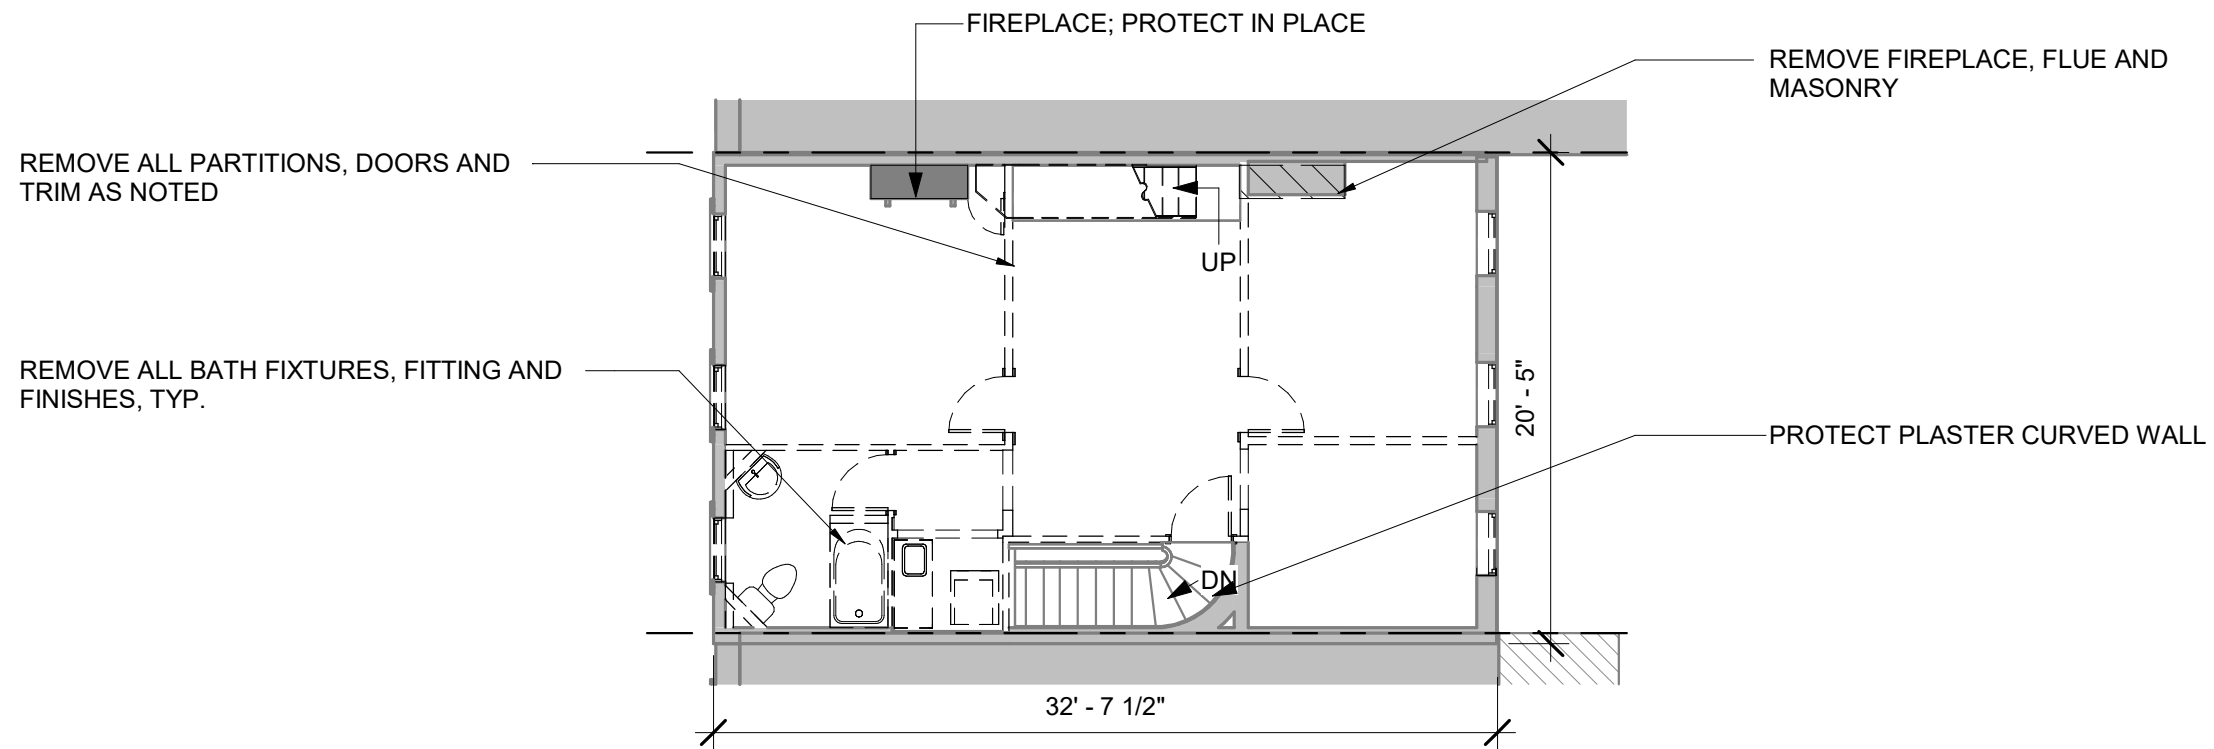 FIREPLACE; PROTECT IN PLACE
REMOVE FIREPLACE, FLUE AND
MASONRY
REMOVE ALL PARTITIONS, DOORS AND
TRIM AS NOTED
UP
REMOVE ALL BATH FIXTURES, FITTING AND
FINISHES, TYP.
20' - 5"
PROTECT PLASTER CURVED WALL
DN
32' - 7 1/2"